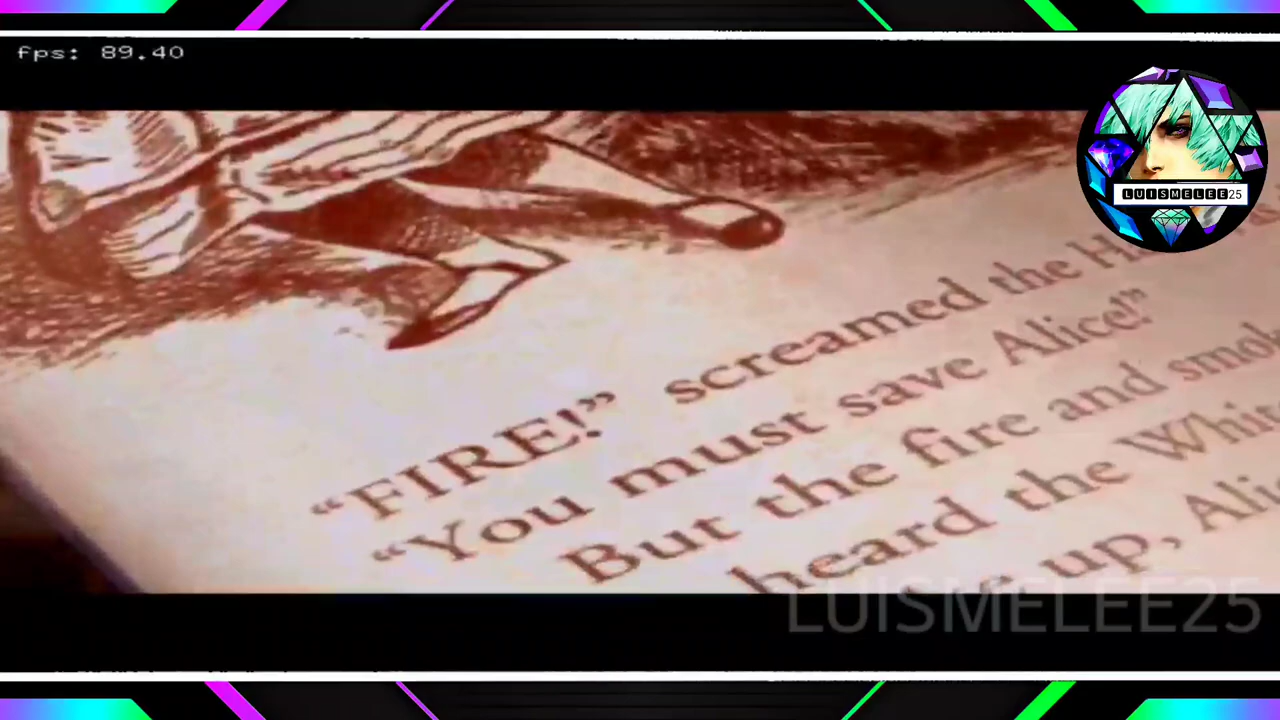 fps: 89.40
LUISMELEE25
“FIRE!” screamed the
“You must save Alice!”
But the fire and
heard the
up,
LUISMELEE25